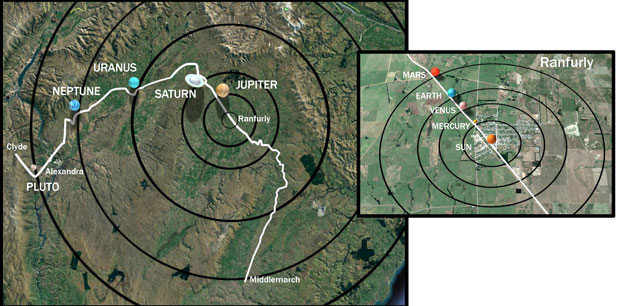 URANUS
NEPTUNE
SATURN
JUPITER
Ranfurly
Clyde
Alexandra
PLUTO
Middlemarch
Ranfurly
MARS
EARTH
VENUS
MERCURY
SUN